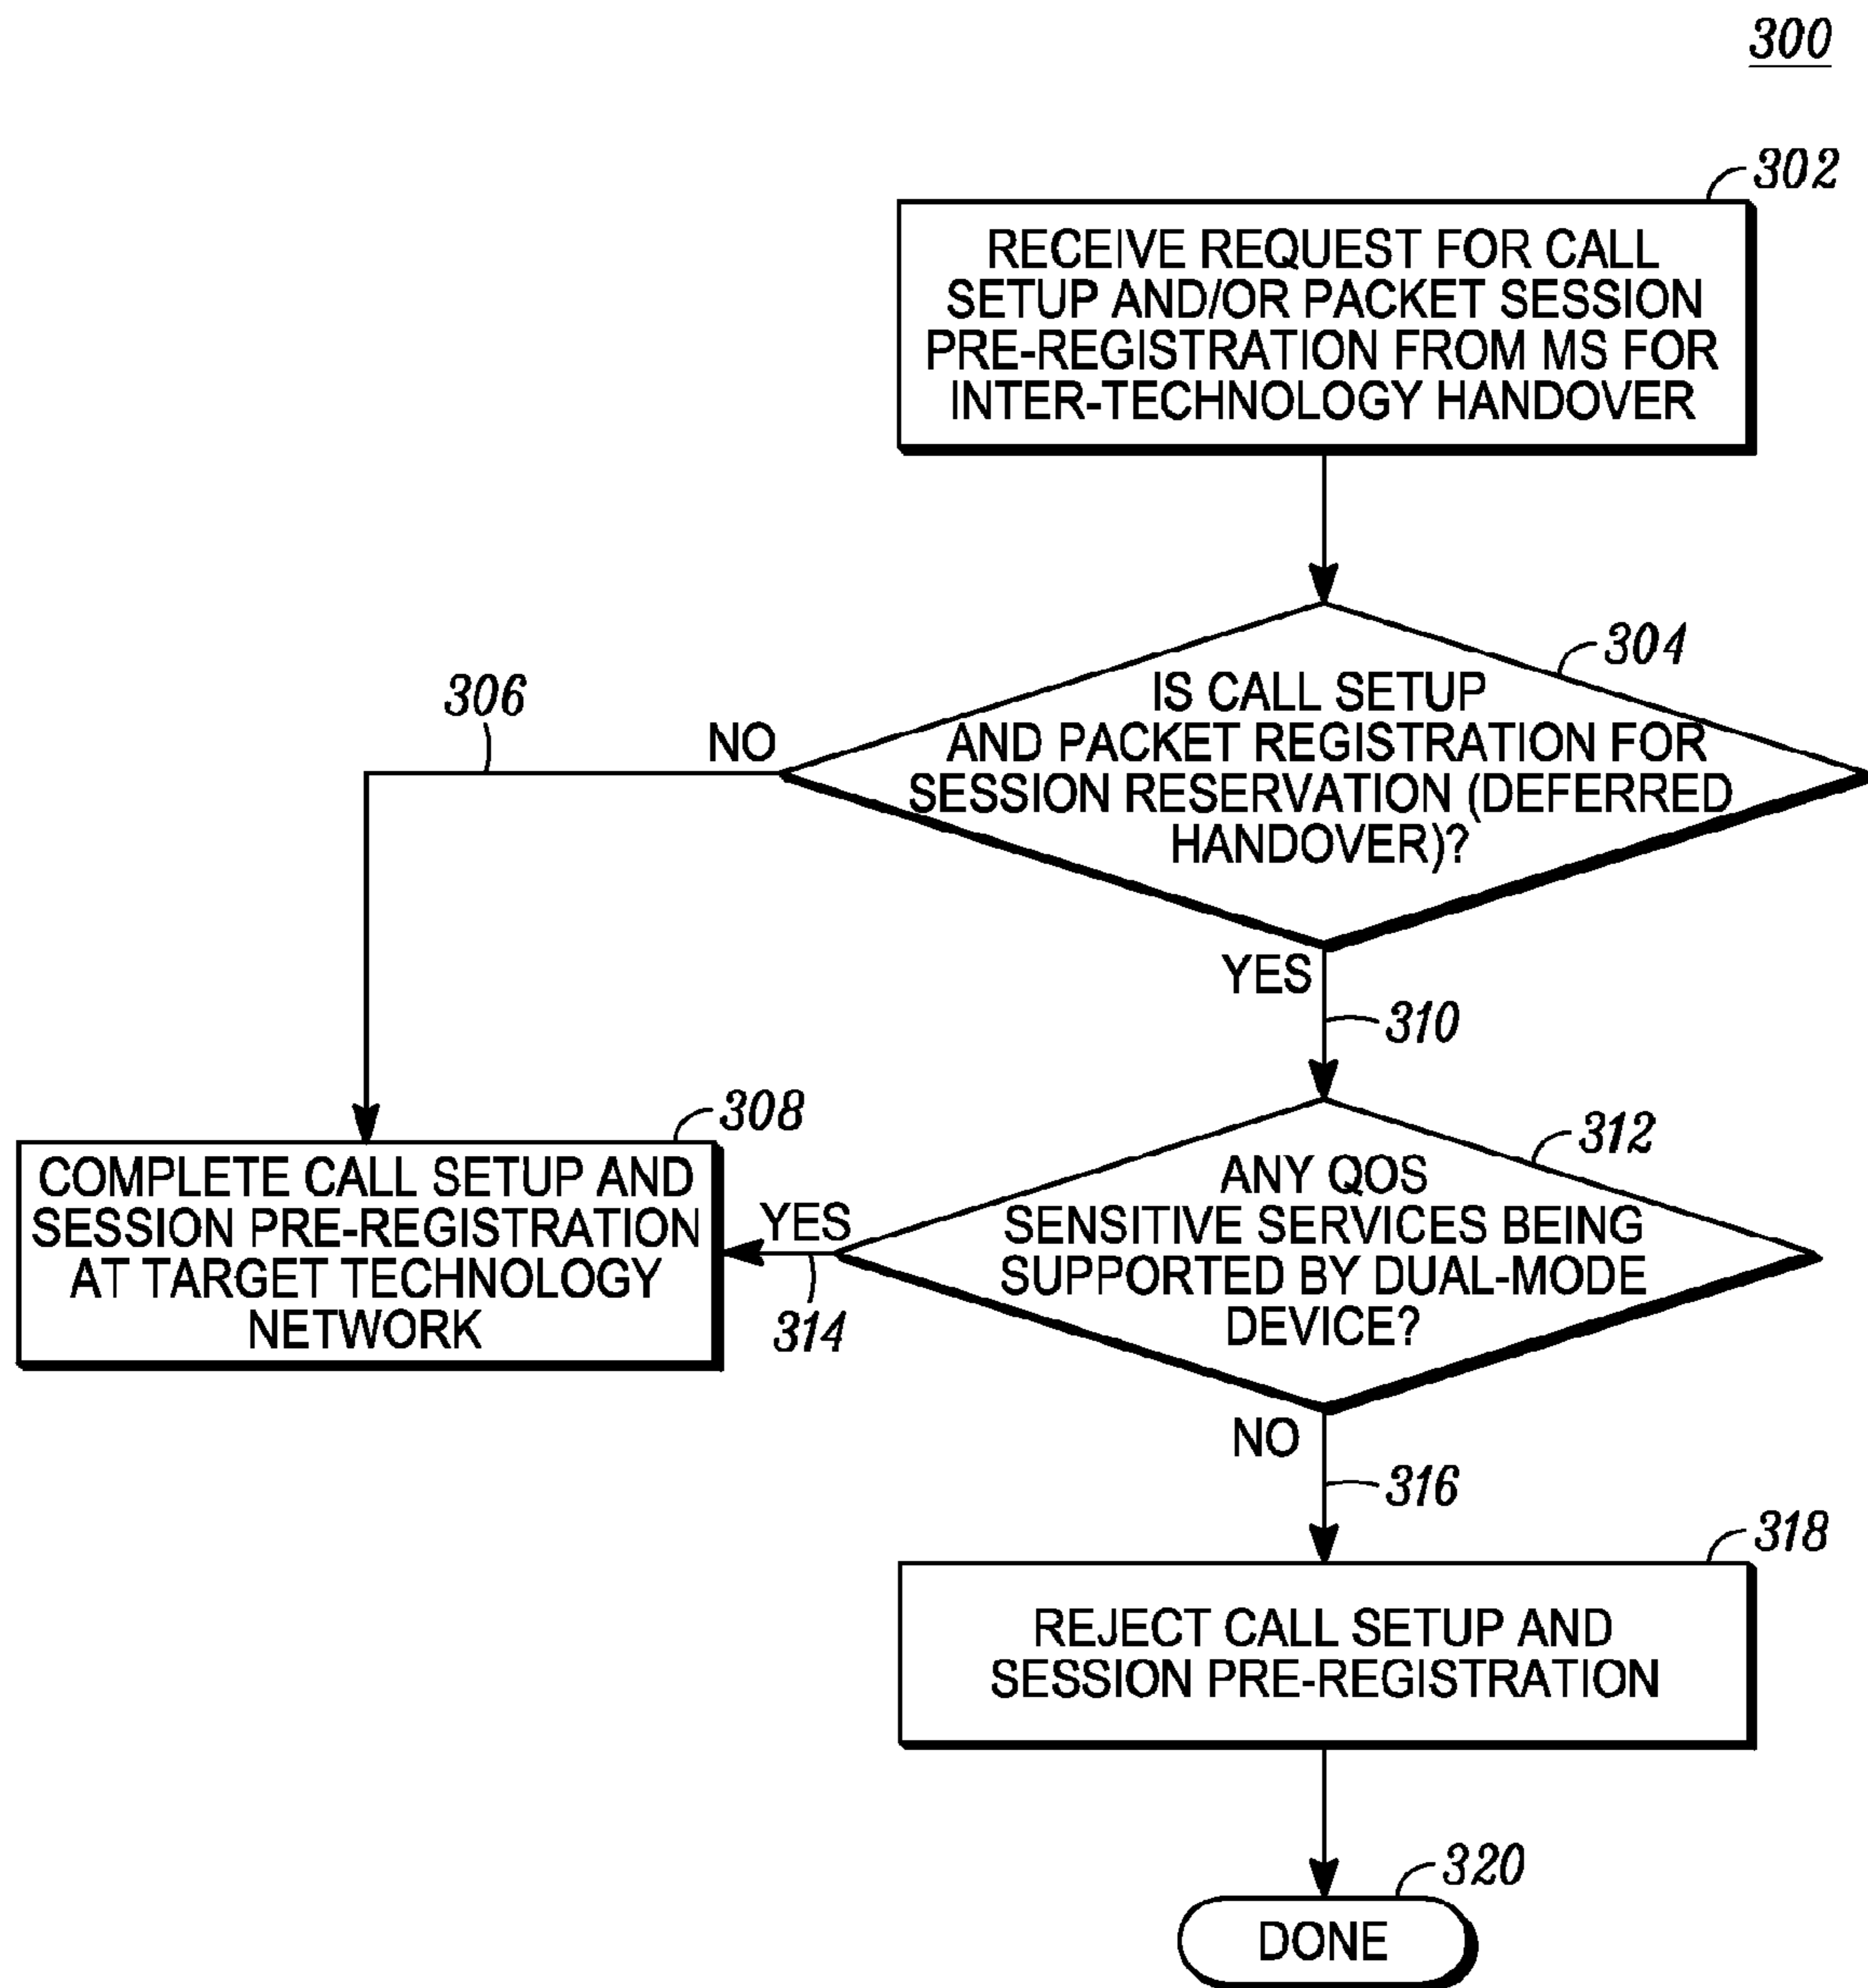 300
302
RECEIVE REQUEST FOR CALL
SETUP AND/OR PACKET SESSION
PRE-REGISTRATION FROM MS FOR
INTER-TECHNOLOGY HANDOVER
304
IS CALL SETUP
AND PACKET REGISTRATION FOR
SESSION RESERVATION (DEFERRED
HANDOVER)?
306
NO
YES
310
308
COMPLETE CALL SETUP AND
SESSION PRE-REGISTRATION
AT TARGET TECHNOLOGY
NETWORK
312
ANY QOS
SENSITIVE SERVICES BEING
SUPPORTED BY DUAL-MODE
DEVICE?
YES
314
NO
316
318
REJECT CALL SETUP AND
SESSION PRE-REGISTRATION
320
DONE